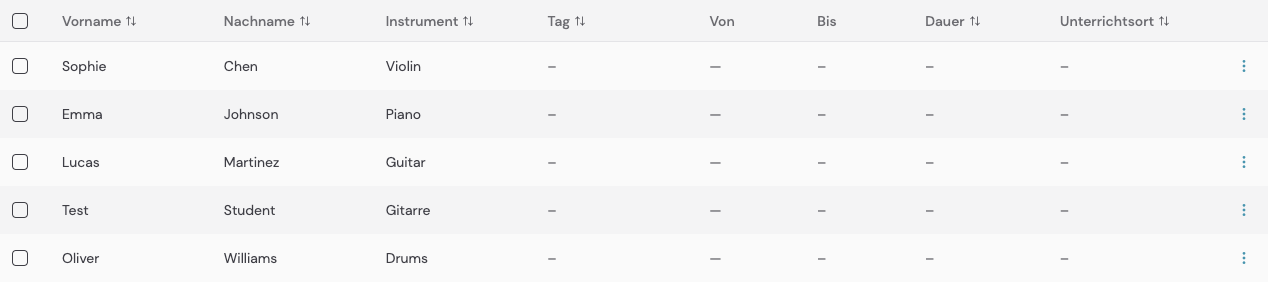 Vorname ↑↓ Nachname ↑↓ Instrument ↑↓ Tag ↑↓ Von Bis Dauer ↑↓ Unterrichtsort ↑↓
Sophie Chen Violin – — – – –
Emma Johnson Piano – — – – –
Lucas Martinez Guitar – — – – –
Test Student Gitarre – — – – –
Oliver Williams Drums – — – – –